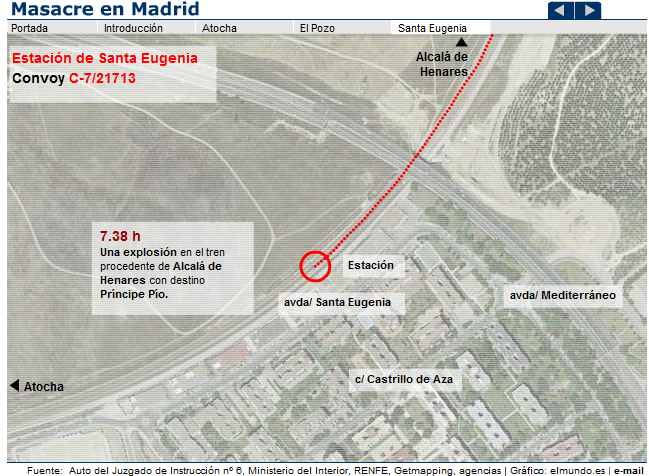 Masacre en Madrid
Portada Introducción Atocha El Pozo Santa Eugenia
Estación de Santa Eugenia
Convoy C-7/21713
Alcalá de
Henares
7.38 h
Una explosión en el tren
procedente de Alcalá de
Henares con destino
Príncipe Pío.
Estación
avda/ Santa Eugenia
avda/ Mediterráneo
c/ Castrillo de Aza
Atocha
Fuente: Auto del Juzgado de Instrucción nº 6, Ministerio del Interior, RENFE, Getmapping, agencias | Gráfico: elmundo.es | e-mail